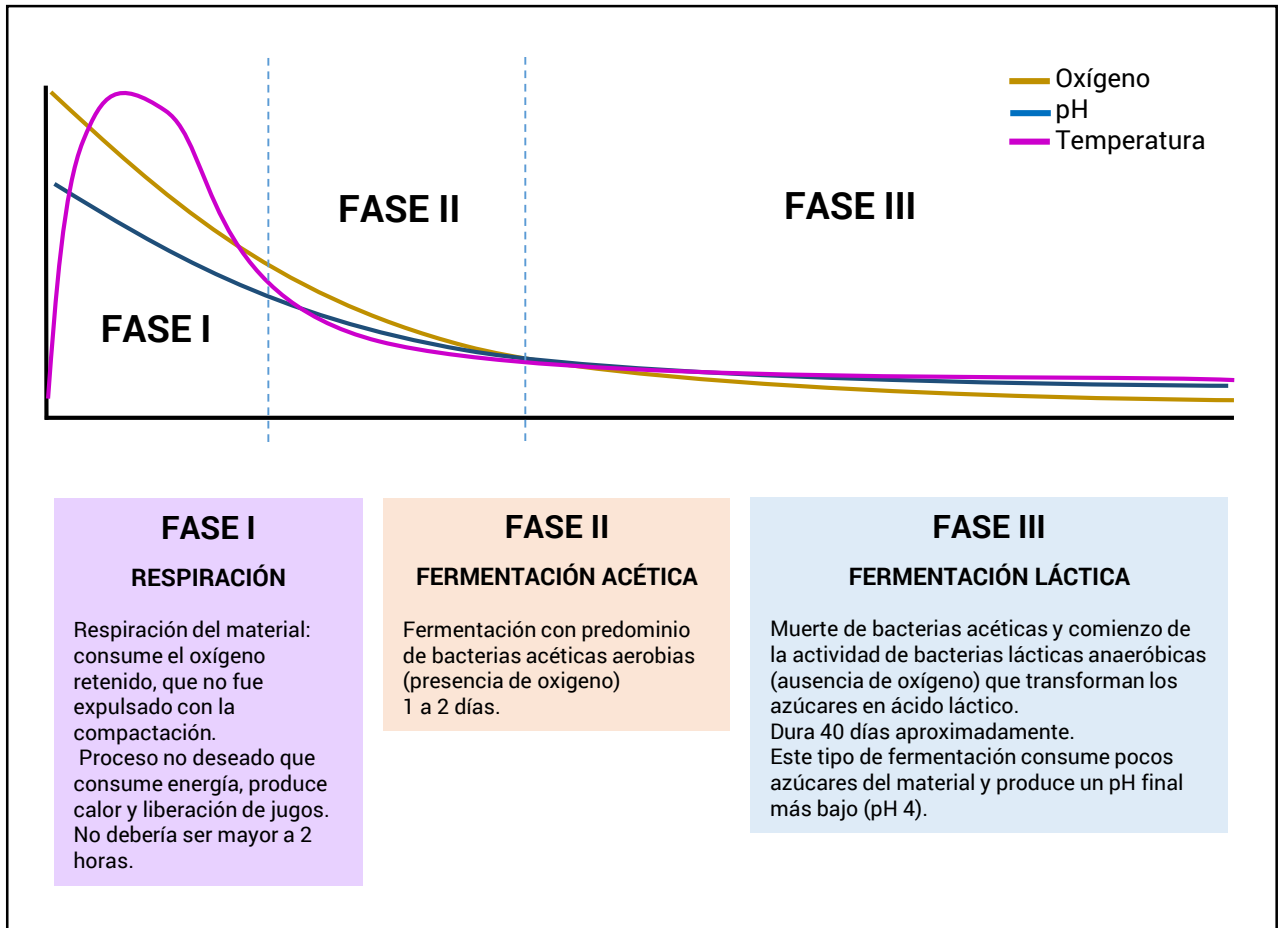 Oxígeno
pH
Temperatura
FASE I
FASE II
FASE III
FASE I
RESPIRACIÓN
Respiración del material:
consume el oxígeno
retenido, que no fue
expulsado con la
compactación.
Proceso no deseado que
consume energía, produce
calor y liberación de jugos.
No debería ser mayor a 2
horas.
FASE II
FERMENTACIÓN ACÉTICA
Fermentación con predominio
de bacterias acéticas aerobias
(presencia de oxigeno)
1 a 2 días.
FASE III
FERMENTACIÓN LÁCTICA
Muerte de bacterias acéticas y comienzo de
la actividad de bacterias lácticas anaeróbicas
(ausencia de oxígeno) que transforman los
azúcares en ácido láctico.
Dura 40 días aproximadamente.
Este tipo de fermentación consume pocos
azúcares del material y produce un pH final
más bajo (pH 4).